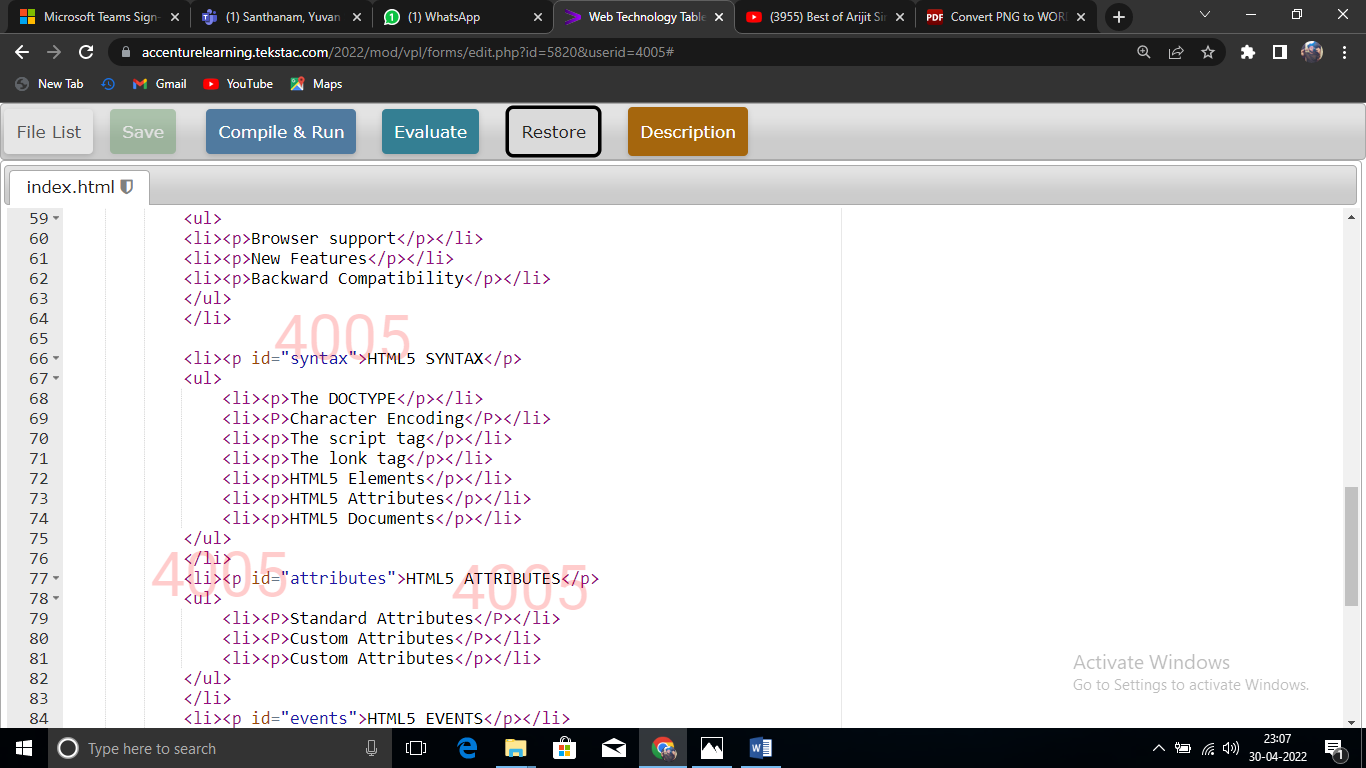 Microsoft Teams Sign-
(1) Santhanam, Yuvan
(1) WhatsApp
Web Technology Table
(3955) Best of Arijit Sin
PDF
Convert PNG to WORD
accenturelearning.tekstac.com/2022/mod/vpl/forms/edit.php?id=5820&userid=4005#
New Tab
Gmail
YouTube
Maps
File List
Save
Compile & Run
Evaluate
Restore
Description
index.html
59 <ul>
60 <li><p>Browser support</p></li>
61 <li><p>New Features</p></li>
62 <li><p>Backward Compatibility</p></li>
63 </ul>
64 </li>
4005
65
66 <li><p id="syntax">HTML5 SYNTAX</p>
67 <ul>
68 <li><p>The DOCTYPE</p></li>
69 <li><P>Character Encoding</P></li>
70 <li><p>The script tag</p></li>
71 <li><p>The lonk tag</p></li>
72 <li><p>HTML5 Elements</p></li>
73 <li><p>HTML5 Attributes</p></li>
74 <li><p>HTML5 Documents</p></li>
75 </ul>
76 </li>
4005
4005
77 <li><p id="attributes">HTML5 ATTRIBUTES</p>
78 <ul>
79 <li><P>Standard Attributes</P></li>
80 <li><P>Custom Attributes</P></li>
81 <li><p>Custom Attributes</p></li>
82 </ul>
83 </li>
84 <li><p id="events">HTML5 EVENTS</p></li>
Activate Windows
Go to Settings to activate Windows.
Type here to search
23:07
30-04-2022
1